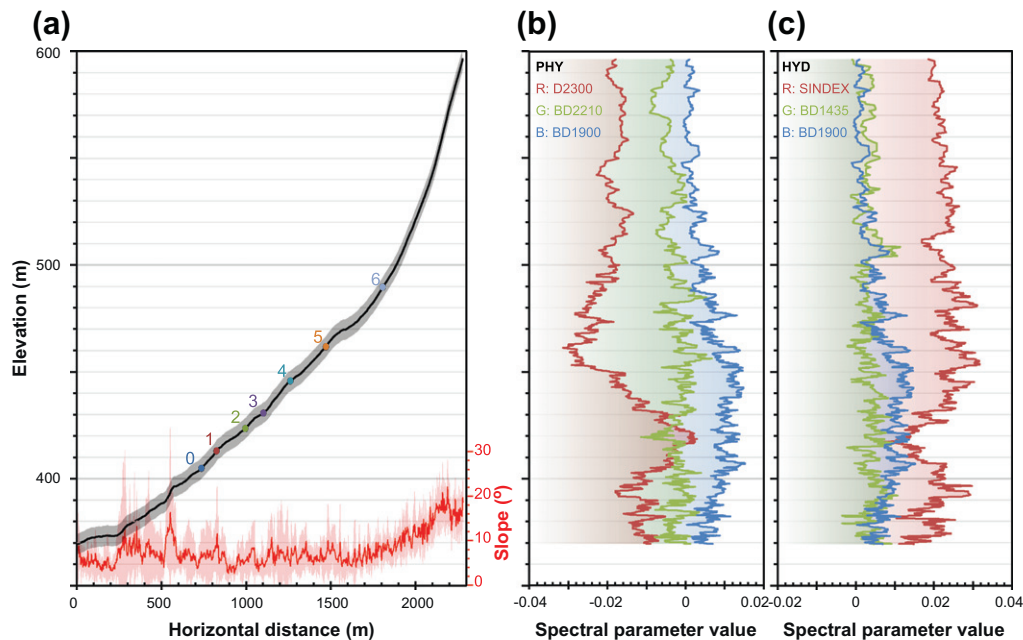 (a)
(b)
(c)
600
500
400
Elevation (m)
0
1
2
3
4
5
6
30
20
10
0
Slope (º)
0
500
1000
1500
2000
Horizontal distance (m)
PHY
R: D2300
G: BD2210
B: BD1900
-0.04
-0.02
0
0.02
Spectral parameter value
HYD
R: SINDEX
G: BD1435
B: BD1900
-0.02
0
0.02
0.04
Spectral parameter value